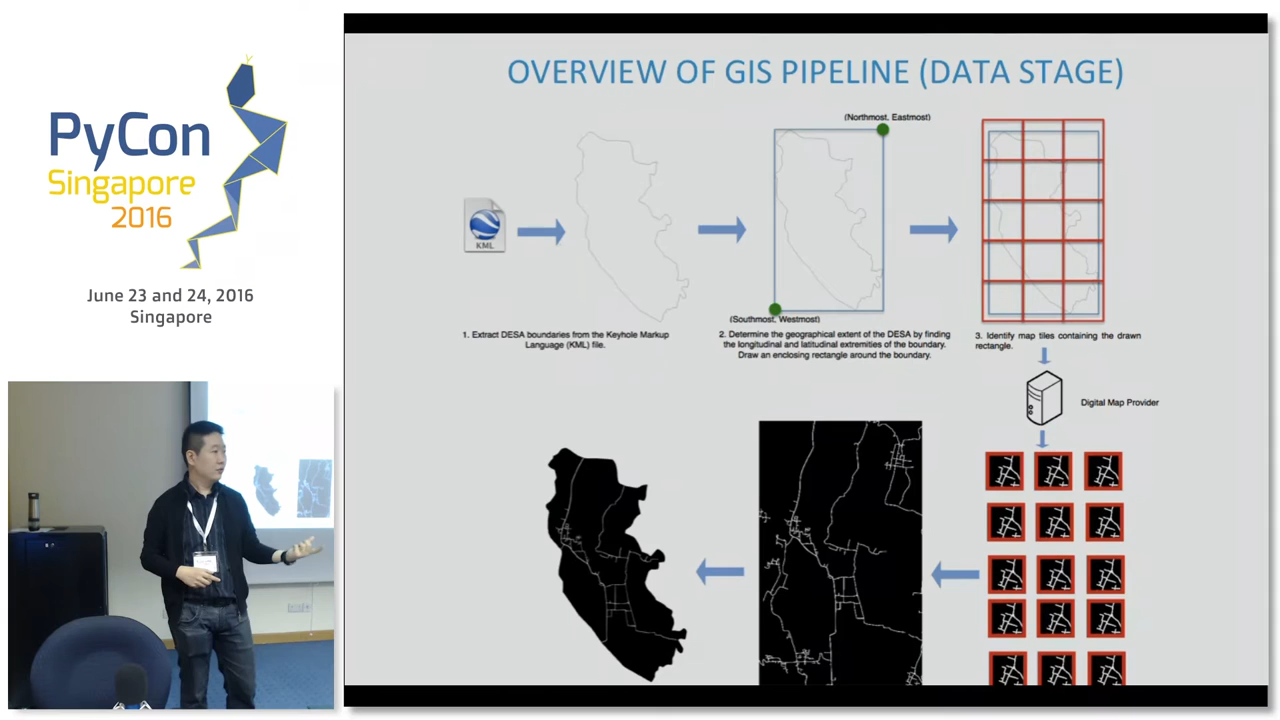 PyCon
Singapore
2016
June 23 and 24, 2016
Singapore
OVERVIEW OF GIS PIPELINE (DATA STAGE)
(Northmost, Eastmost)
KML
(Southmost, Westmost)
1. Extract DESA boundaries from the Keyhole Markup
Language (KML) file.
2. Determine the geographical extent of the DESA by finding
the longitudinal and latitudinal extremities of the boundary.
Draw an enclosing rectangle around the boundary.
3. Identify map tiles containing the drawn
rectangle.
Digital Map Provider